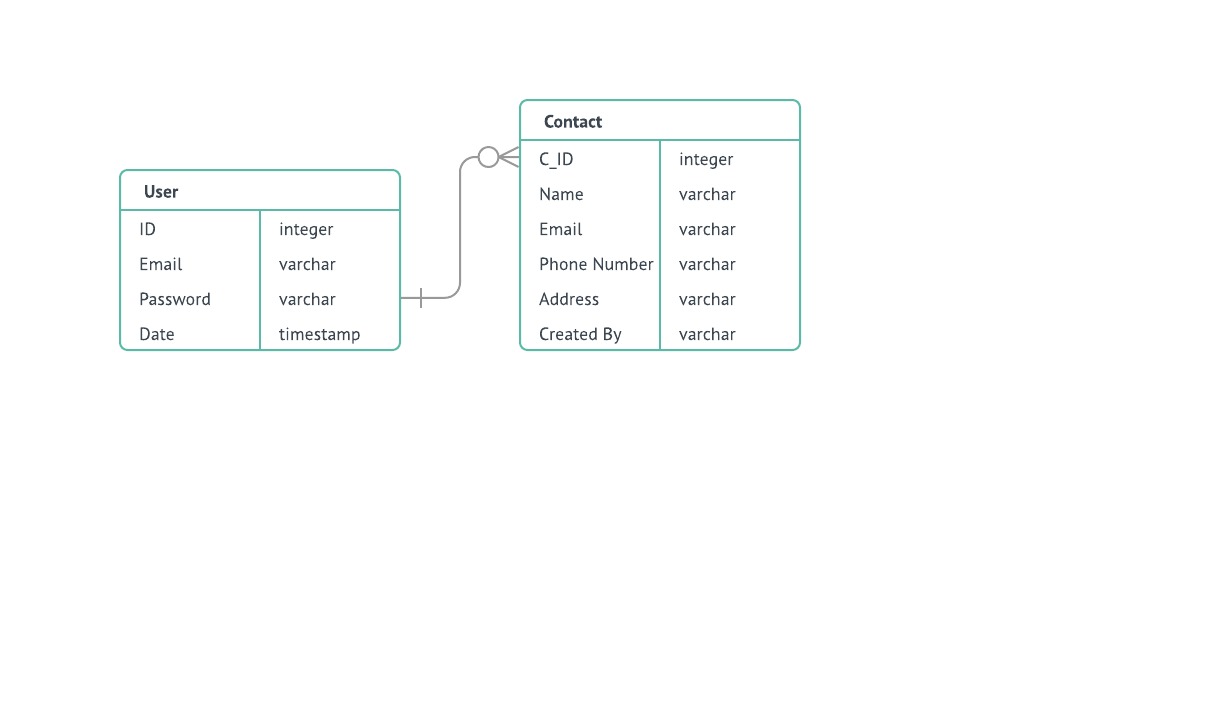 User
ID integer
Email varchar
Password varchar
Date timestamp
Contact
C_ID integer
Name varchar
Email varchar
Phone Number varchar
Address varchar
Created By varchar